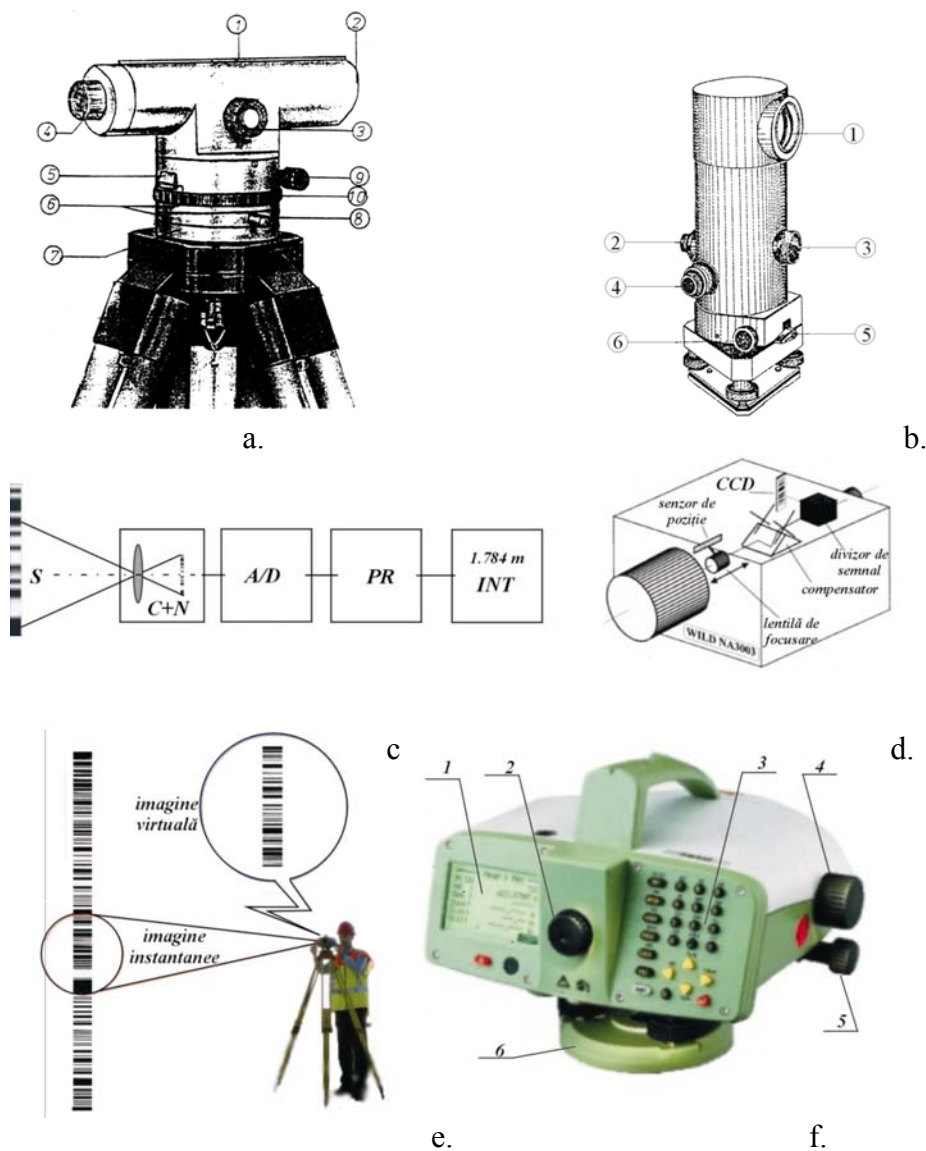 ① ②
④ ③
⑤ ⑨
⑥ ⑩
⑧
⑦
a.
①
② ③
④
⑥ ⑤
b.
S
C+N
A/D
PR
1.784 m
INT
c
CCD
senzor de
poziție
divizor de
semnal
compensator
lentilă de
focusare
WILD NA3003
d.
imagine
virtuală
imagine
instantanee
e.
1 2 3 4
5
6
f.